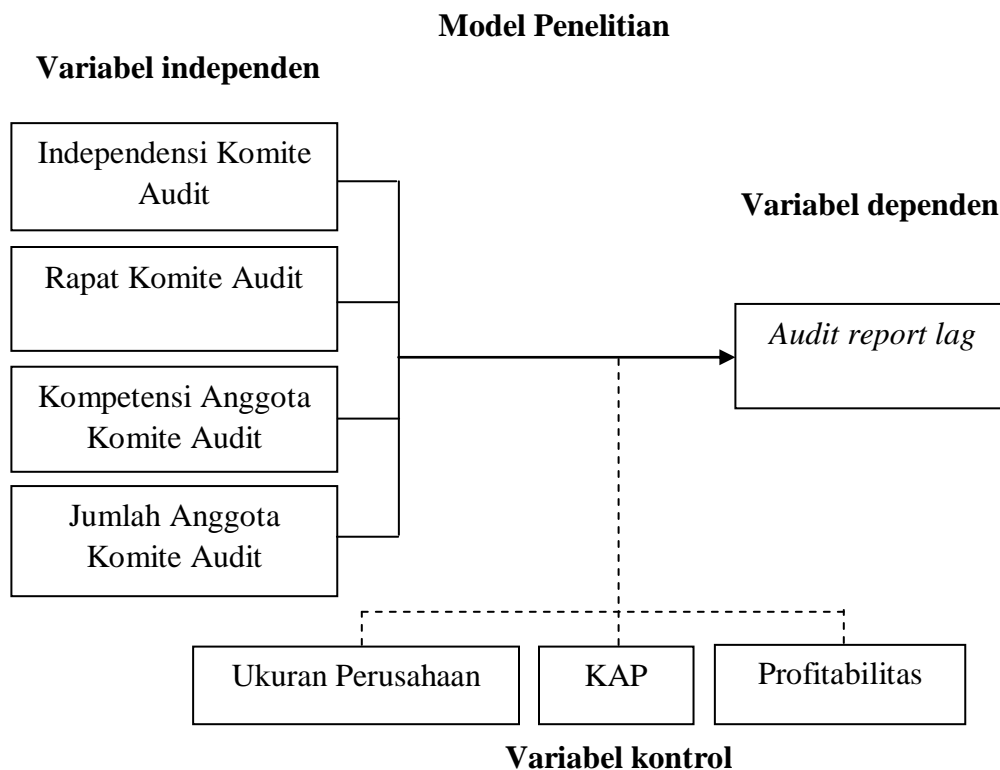 Model Penelitian
Variabel independen
Independensi Komite
Audit
Rapat Komite Audit
Kompetensi Anggota
Komite Audit
Jumlah Anggota
Komite Audit
Variabel dependen
Audit report lag
Ukuran Perusahaan
KAP
Profitabilitas
Variabel kontrol